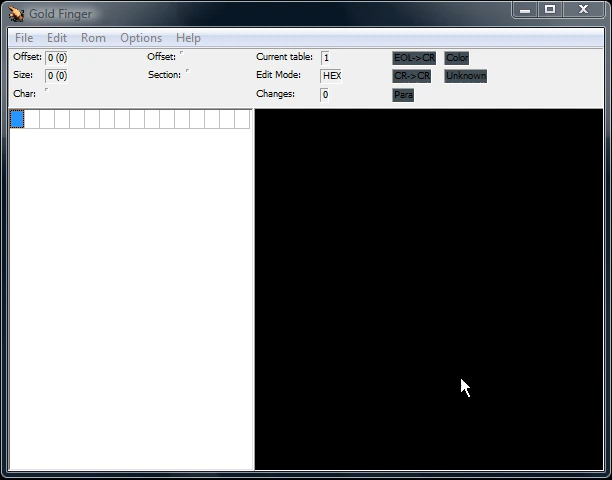 Gold Finger
File Edit Rom Options Help
Offset: 0 (0) Offset: Current table: 1 EOL->CR Color
Size: 0 (0) Section: Edit Mode: HEX CR->CR Unknown
Char: Changes: 0 Para